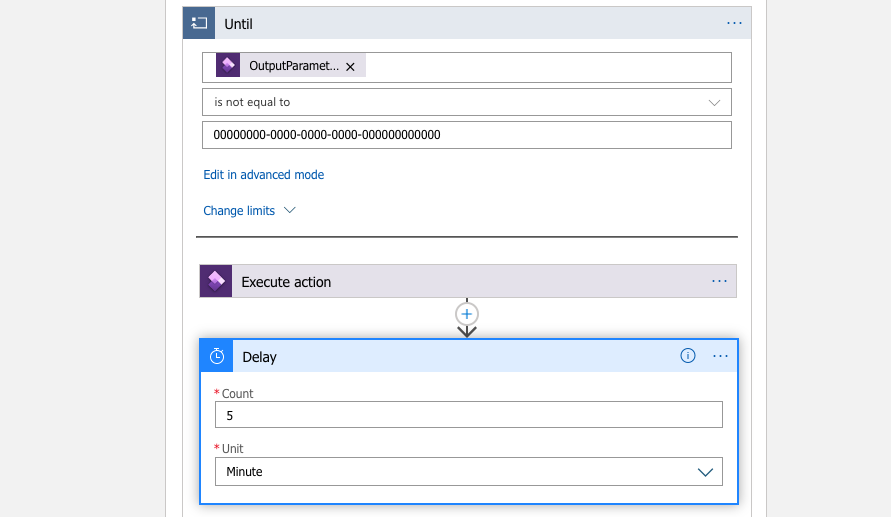 Until
OutputParamet...
is not equal to
00000000-0000-0000-0000-000000000000
Edit in advanced mode
Change limits
Execute action
Delay
* Count
5
* Unit
Minute